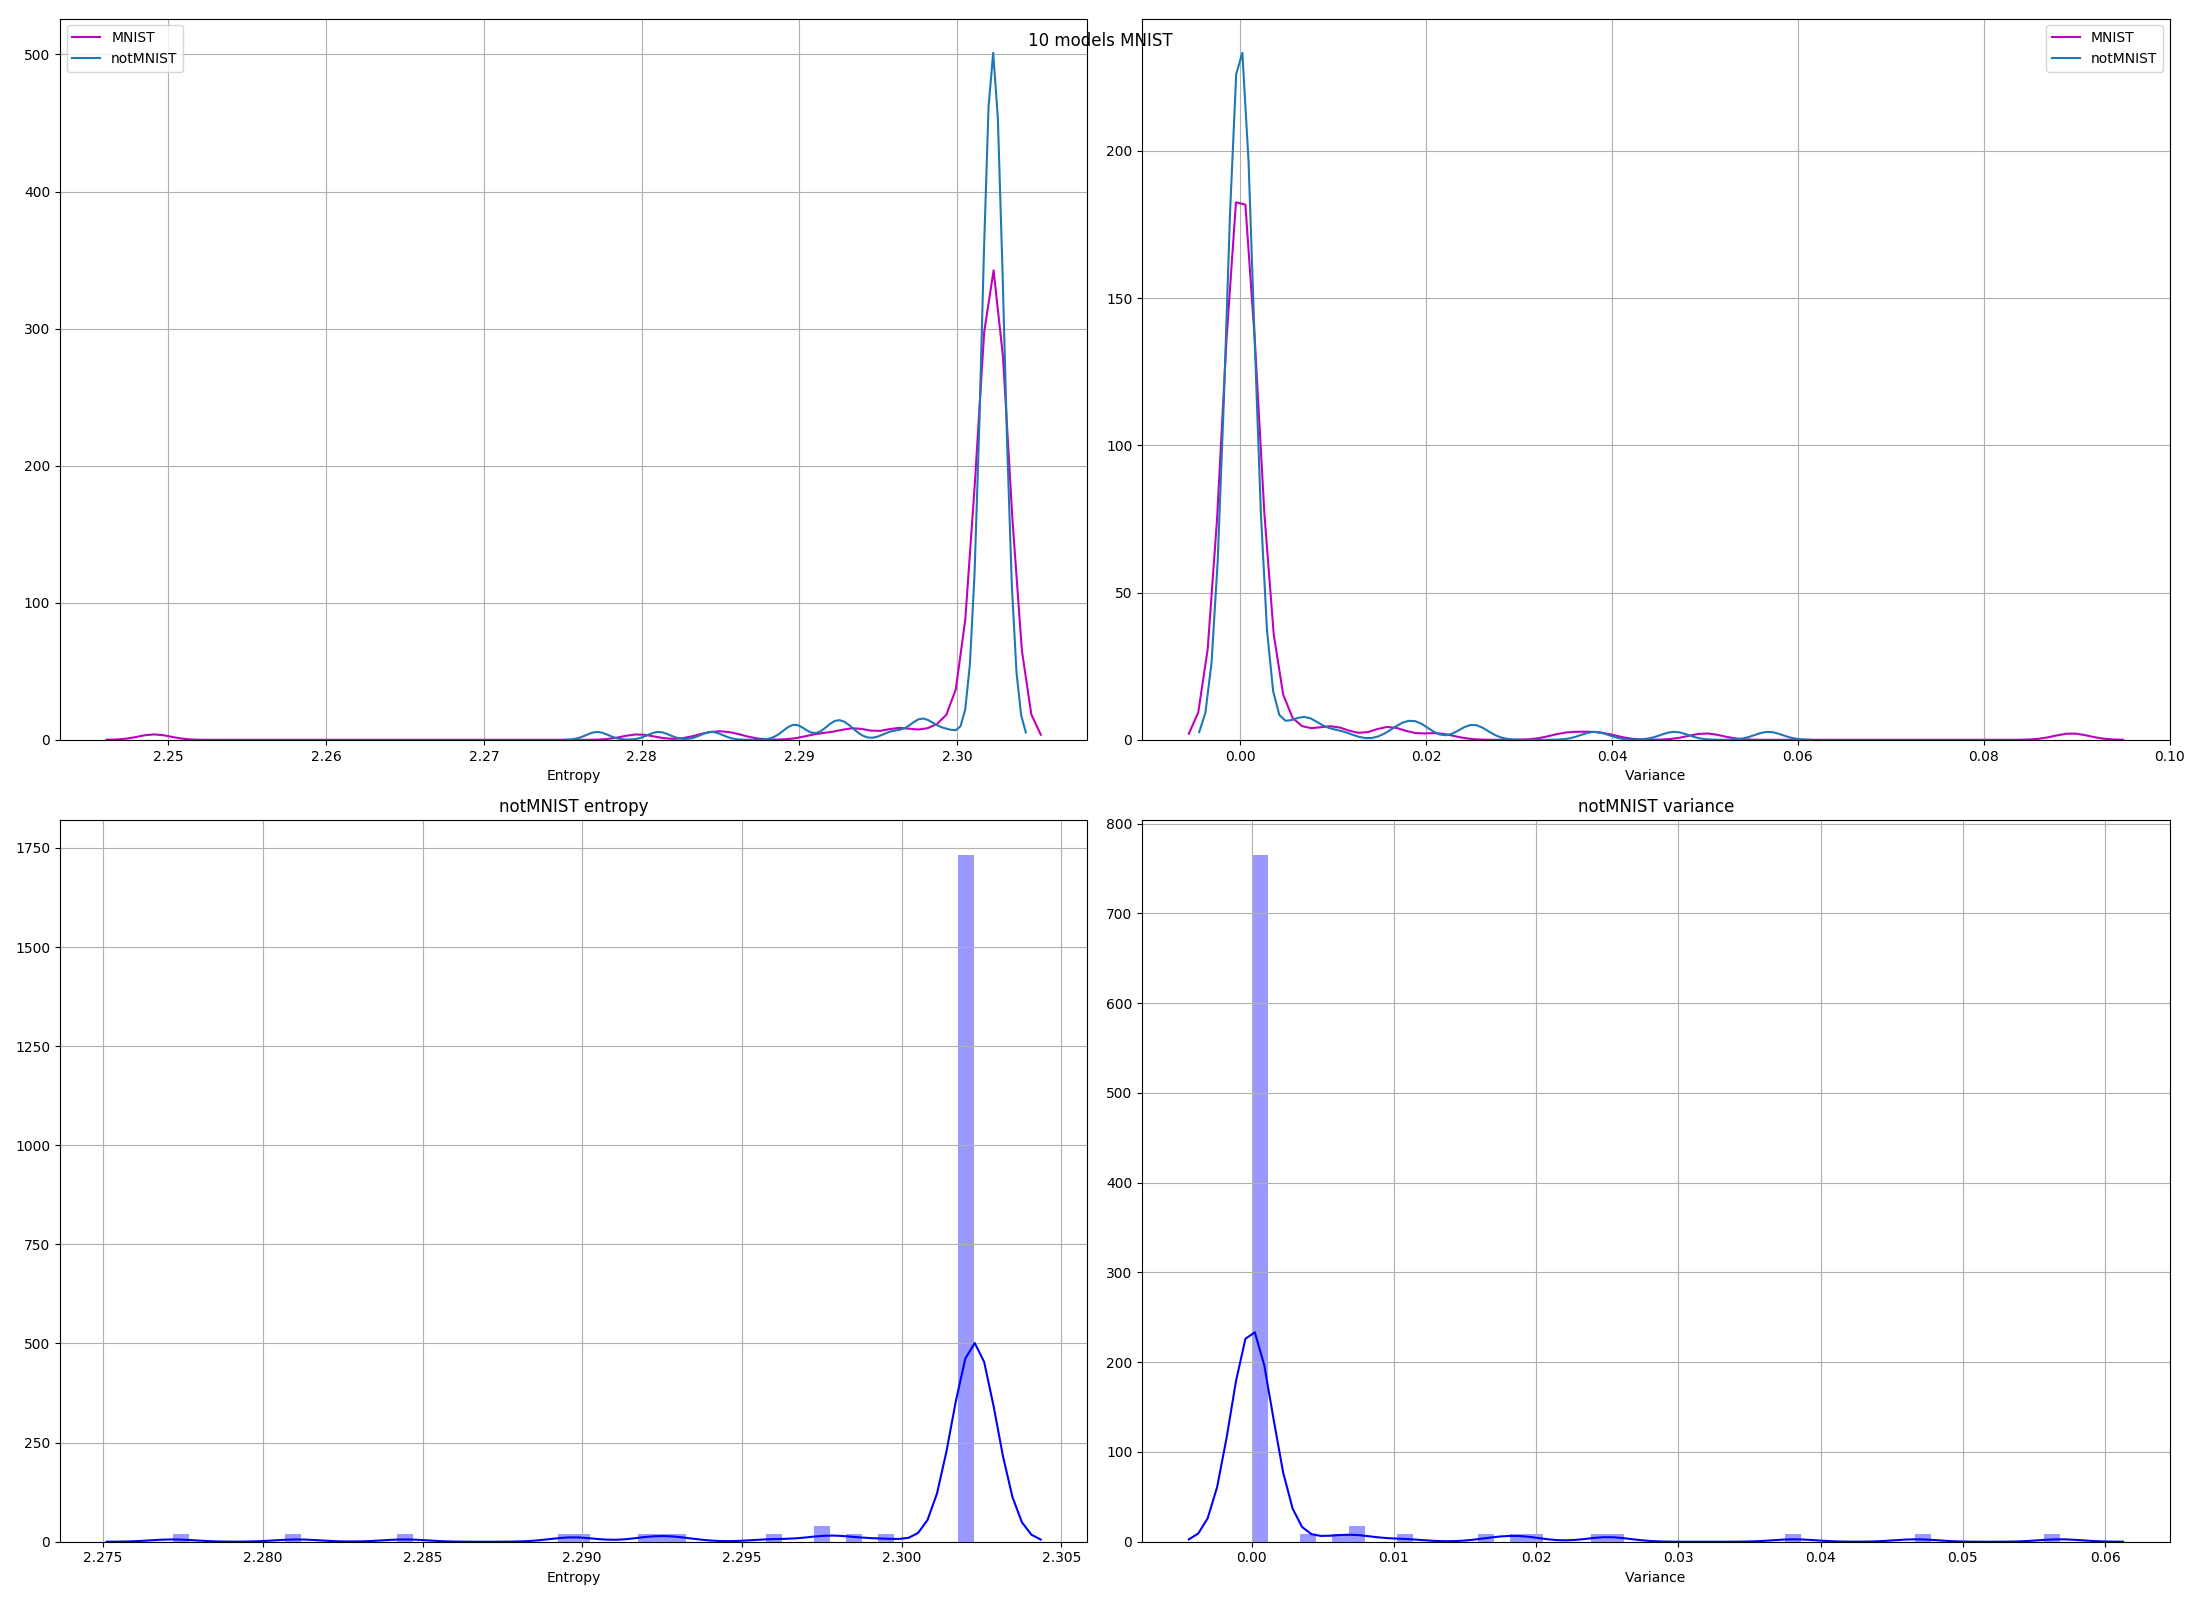 10 models MNIST
MNIST
notMNIST
500
400
300
200
100
0
2.25 2.26 2.27 2.28 2.29 2.30
Entropy
MNIST
notMNIST
200
150
100
50
0
0.00 0.02 0.04 0.06 0.08 0.10
Variance
notMNIST entropy
1750
1500
1250
1000
750
500
250
0
2.275 2.280 2.285 2.290 2.295 2.300 2.305
Entropy
notMNIST variance
800
700
600
500
400
300
200
100
0
0.00 0.01 0.02 0.03 0.04 0.05 0.06
Variance